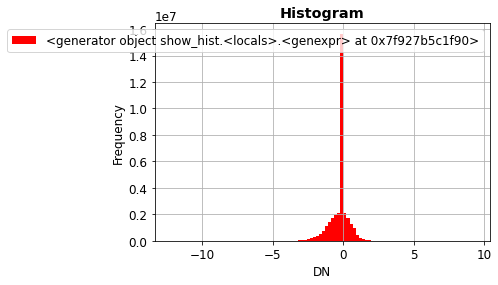 Histogram
1e7
<generator object show_hist.<locals>.<genexpr> at 0x7f927b5c1f90>
1.6
1.4
1.2
1.0
0.8
0.6
0.4
0.2
0.0
Frequency
−10
−5
0
5
10
DN